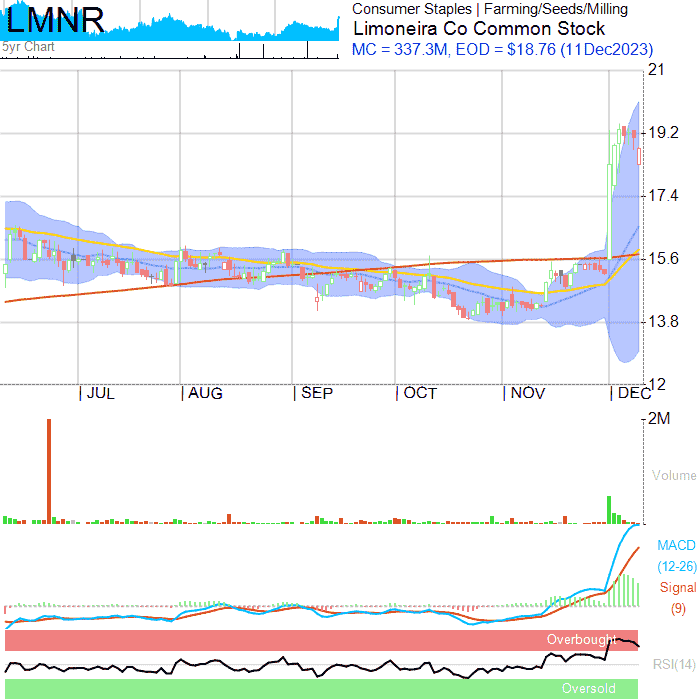 LMNR
Consumer Staples | Farming/Seeds/Milling
Limoneira Co Common Stock
MC = 337.3M, EOD = $18.76 (11Dec2023)
5yr Chart
21
19.2
17.4
15.6
13.8
12
JUL
AUG
SEP
OCT
NOV
DEC
2M
Volume
MACD
(12-26)
Signal
(9)
Overbought
RSI(14)
Oversold